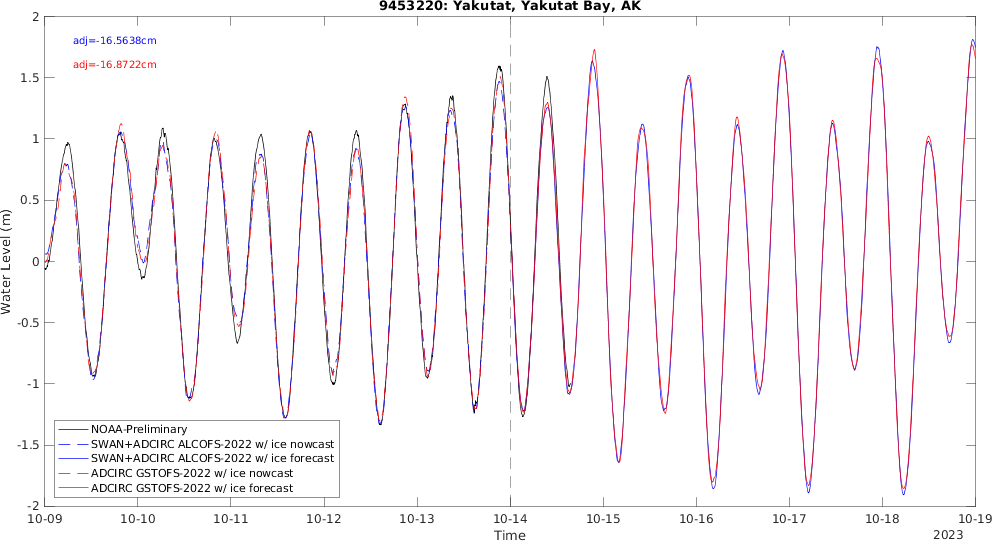 9453220: Yakutat, Yakutat Bay, AK
2
adj=-16.5638cm
adj=-16.8722cm
1.5
1
0.5
0
-0.5
-1
-1.5
-2
Water Level (m)
NOAA-Preliminary
SWAN+ADCIRC ALCOFS-2022 w/ ice nowcast
SWAN+ADCIRC ALCOFS-2022 w/ ice forecast
ADCIRC GSTOFS-2022 w/ ice nowcast
ADCIRC GSTOFS-2022 w/ ice forecast
10-09 10-10 10-11 10-12 10-13 10-14 10-15 10-16 10-17 10-18 10-19
Time
2023